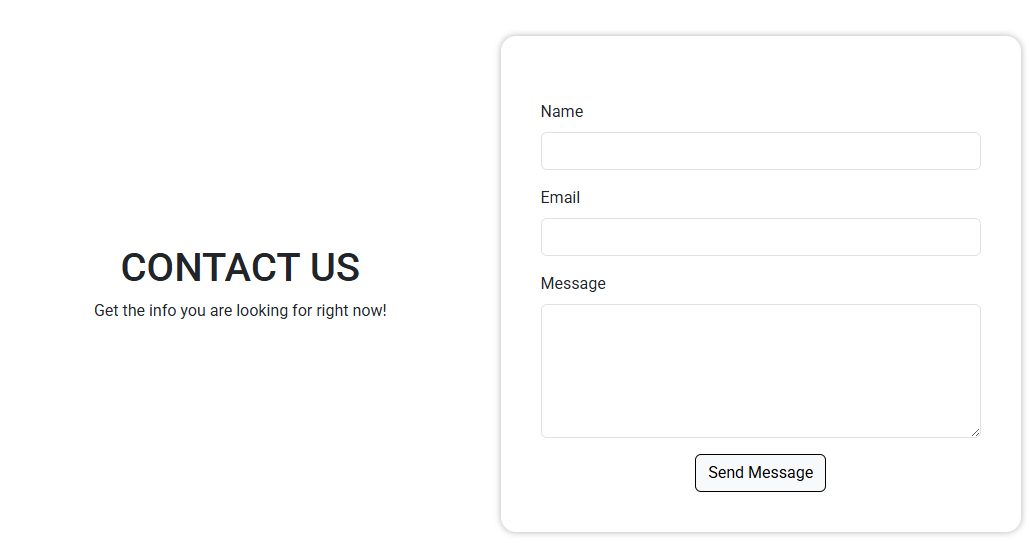 CONTACT US
Get the info you are looking for right now!
Name
Email
Message
Send Message